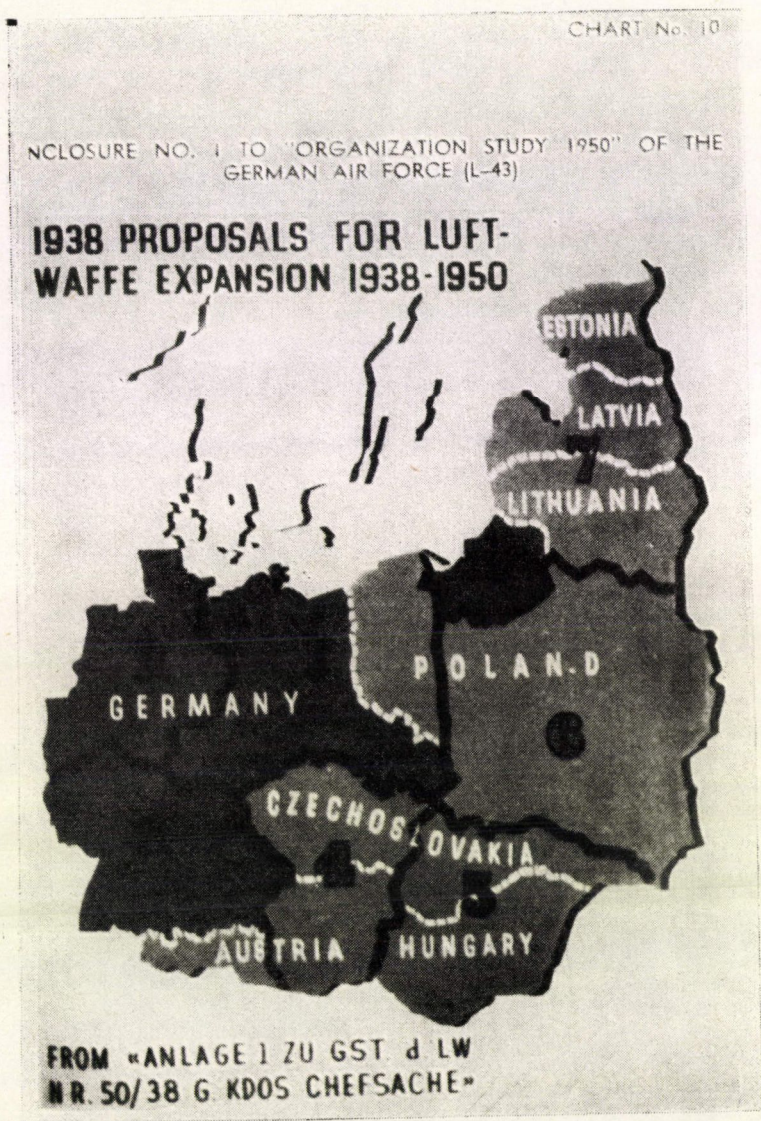 CHART No. 10
NCLOSURE NO. 1 TO "ORGANIZATION STUDY 1950" OF THE
GERMAN AIR FORCE (L-43)
1938 PROPOSALS FOR LUFT-
WAFFE EXPANSION 1938-1950
ESTONIA
LATVIA
7
LITHUANIA
POLAN.D
GERMANY
6
CZECHOSLOVAKIA
4
5
AUSTRIA
HUNGARY
FROM «ANLAGE 1 ZU GST. d LW
NR. 50/38 G. KDOS CHEFSACHE»